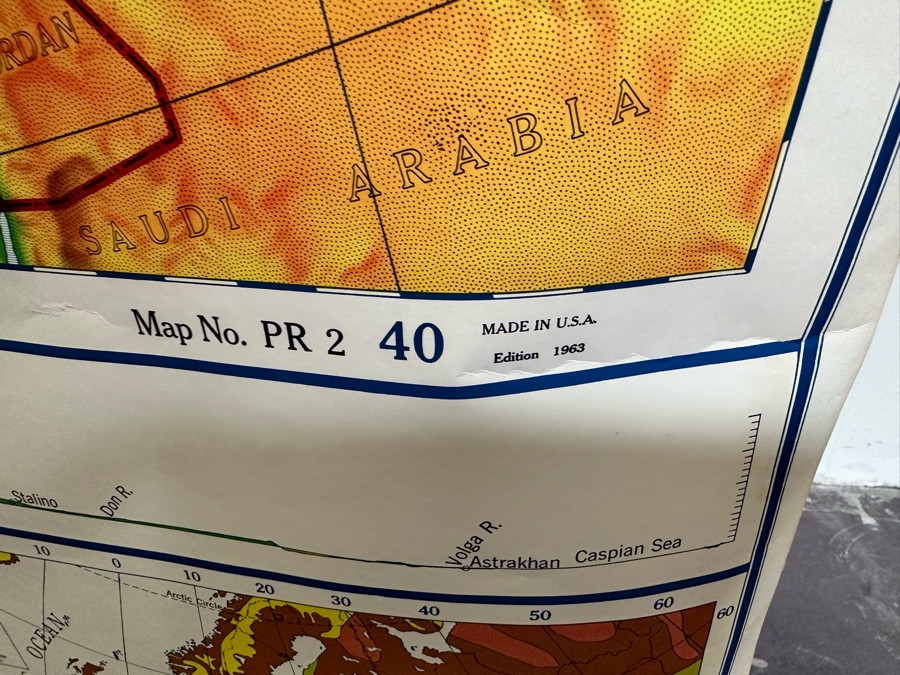 RDAN
SAUDI ARABIA
Map No. PR 2 40 MADE IN U.S.A.
Edition 1963
Stalino Don R. Volga R. Astrakhan Caspian Sea
10 0 10 20 30 40 50 60 60
Arctic Circle
OCEAN